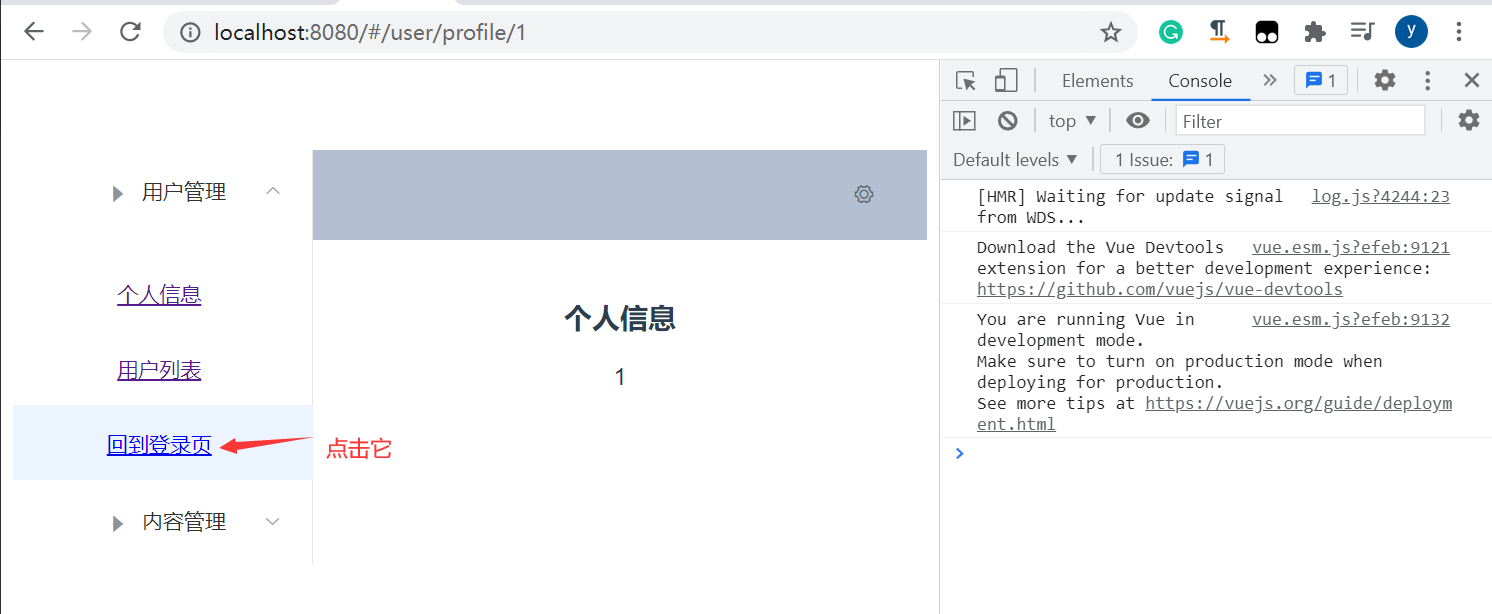 localhost:8080/#/user/profile/1
y
用户管理
个人信息
用户列表
回到登录页
点击它
内容管理
个人信息
1
Elements
Console
1
top
Filter
Default levels
1 Issue:
1
[HMR] Waiting for update signal log.js?4244:23
from WDS...
Download the Vue Devtools vue.esm.js?efeb:9121
extension for a better development experience:
https://github.com/vuejs/vue-devtools
You are running Vue in vue.esm.js?efeb:9132
development mode.
Make sure to turn on production mode when
deploying for production.
See more tips at https://vuejs.org/guide/deploym
ent.html